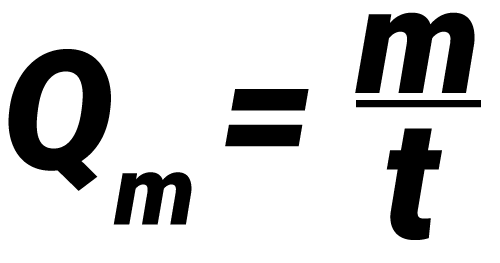 Qm = m/t